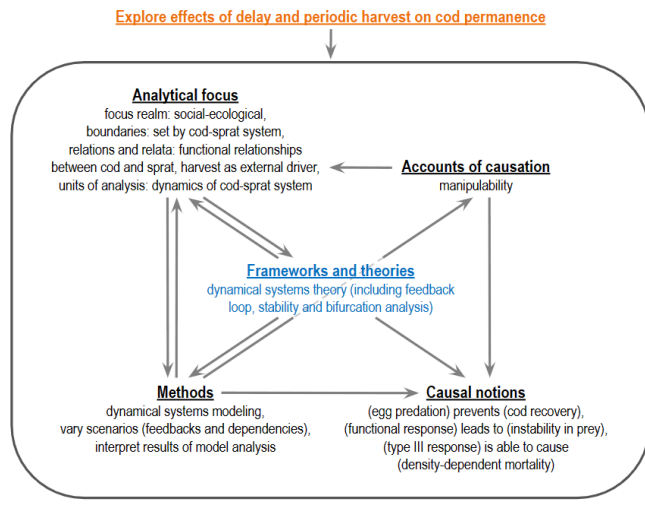 Explore effects of delay and periodic harvest on cod permanence
Analytical focus
focus realm: social-ecological,
boundaries: set by cod-sprat system,
relations and relata: functional relationships
between cod and sprat, harvest as external driver,
units of analysis: dynamics of cod-sprat system
Accounts of causation
manipulability
Frameworks and theories
dynamical systems theory (including feedback
loop, stability and bifurcation analysis)
Methods
dynamical systems modeling,
vary scenarios (feedbacks and dependencies),
interpret results of model analysis
Causal notions
(egg predation) prevents (cod recovery),
(functional response) leads to (instability in prey),
(type III response) is able to cause
(density-dependent mortality)